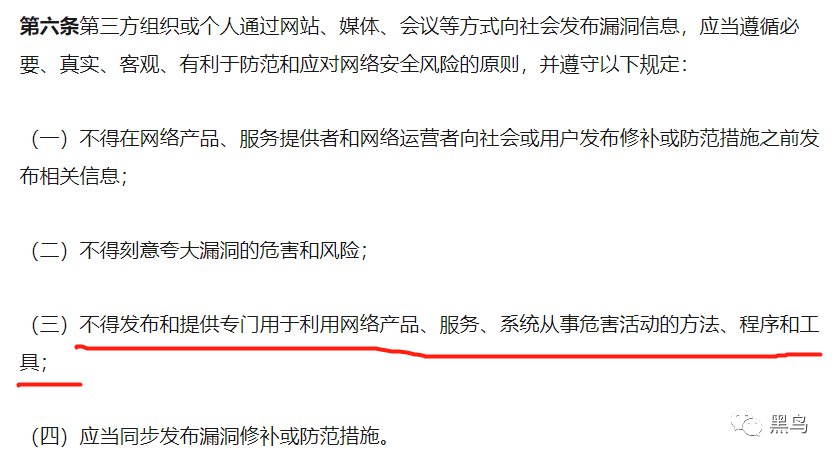 第六条第三方组织或个人通过网站、媒体、会议等方式向社会发布漏洞信息，应当遵循必
要、真实、客观、有利于防范和应对网络安全风险的原则，并遵守以下规定：
（一）不得在网络产品、服务提供者和网络运营者向社会或用户发布修补或防范措施之前发
布相关信息；
（二）不得刻意夸大漏洞的危害和风险；
（三）不得发布和提供专门用于利用网络产品、服务、系统从事危害活动的方法、程序和工
具；
（四）应当同步发布漏洞修补或防范措施。
黑鸟